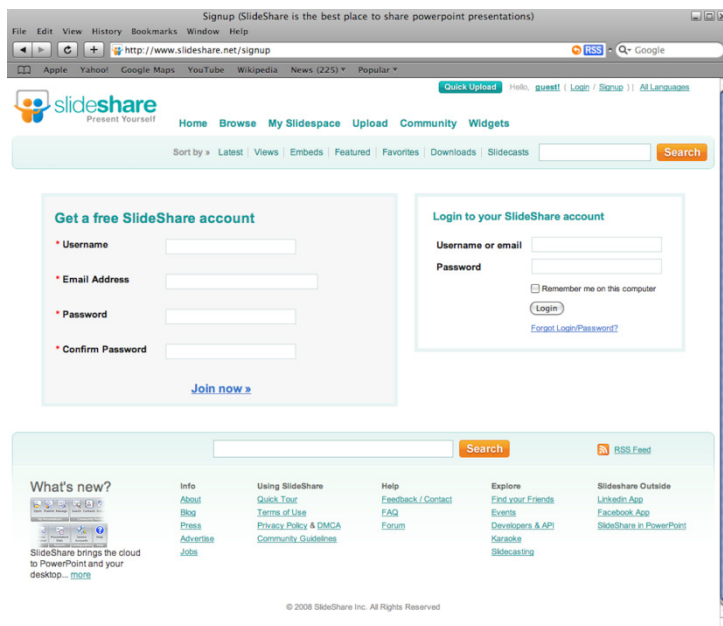 Signup (SlideShare is the best place to share powerpoint presentations)
File Edit View History Bookmarks Window Help
http://www.slideshare.net/signup RSS Google
Apple Yahoo! Google Maps YouTube Wikipedia News (225) Popular
Quick Upload Hello, guest! ( Login / Signup ) | All Languages
slideshare
Present Yourself
Home Browse My Slidespace Upload Community Widgets
Sort by » Latest Views Embeds Featured Favorites Downloads Slidecasts Search
Get a free SlideShare account
* Username
* Email Address
* Password
* Confirm Password
Join now »
Login to your SlideShare account
Username or email
Password
Remember me on this computer
Login
Forgot Login/Password?
Search RSS Feed
What's new?
SlideShare brings the cloud
to PowerPoint and your
desktop... more
Info
About
Blog
Press
Advertise
Jobs
Using SlideShare
Quick Tour
Terms of Use
Privacy Policy & DMCA
Community Guidelines
Help
Feedback / Contact
FAQ
Forum
Explore
Find your Friends
Events
Developers & API
Karaoke
Slidecasting
Slideshare Outside
Linkedin App
Facebook App
SlideShare in PowerPoint
© 2008 SlideShare Inc. All Rights Reserved